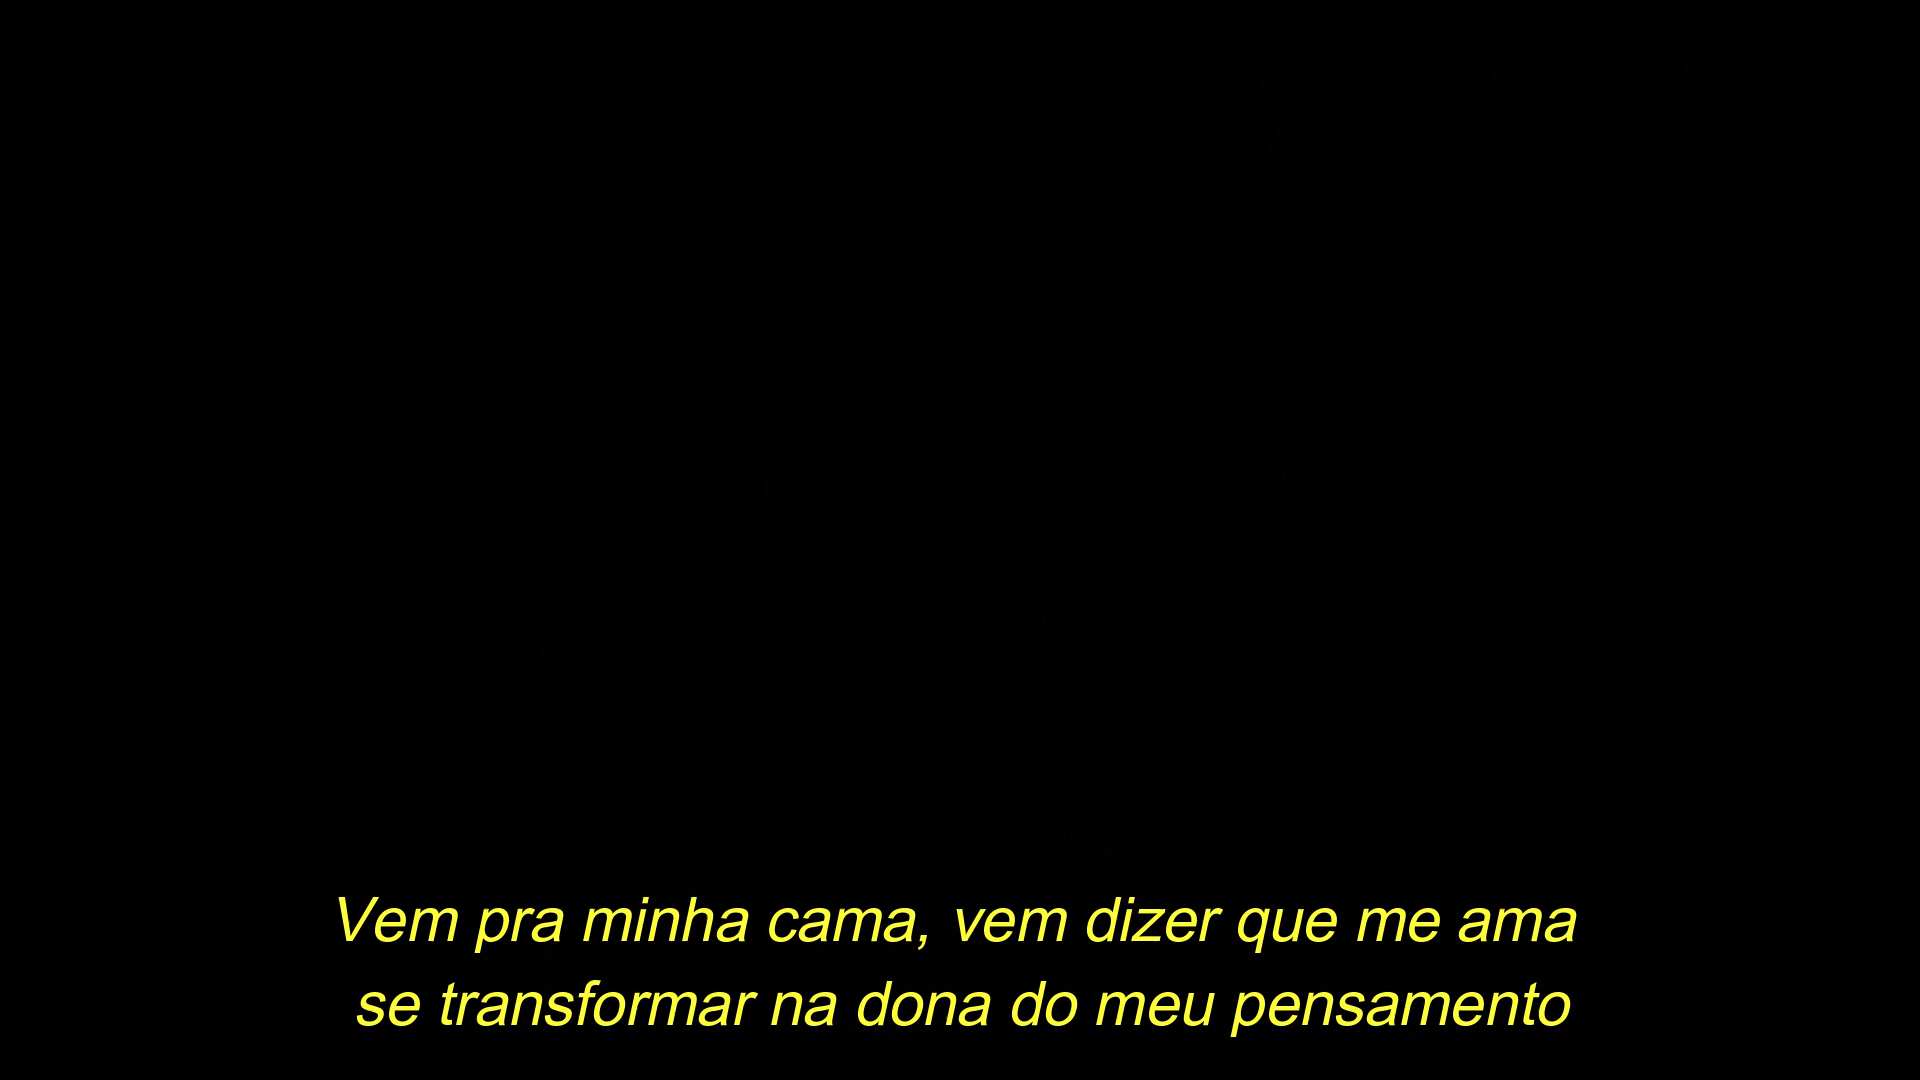 Vem pra minha cama, vem dizer que me ama
se transformar na dona do meu pensamento